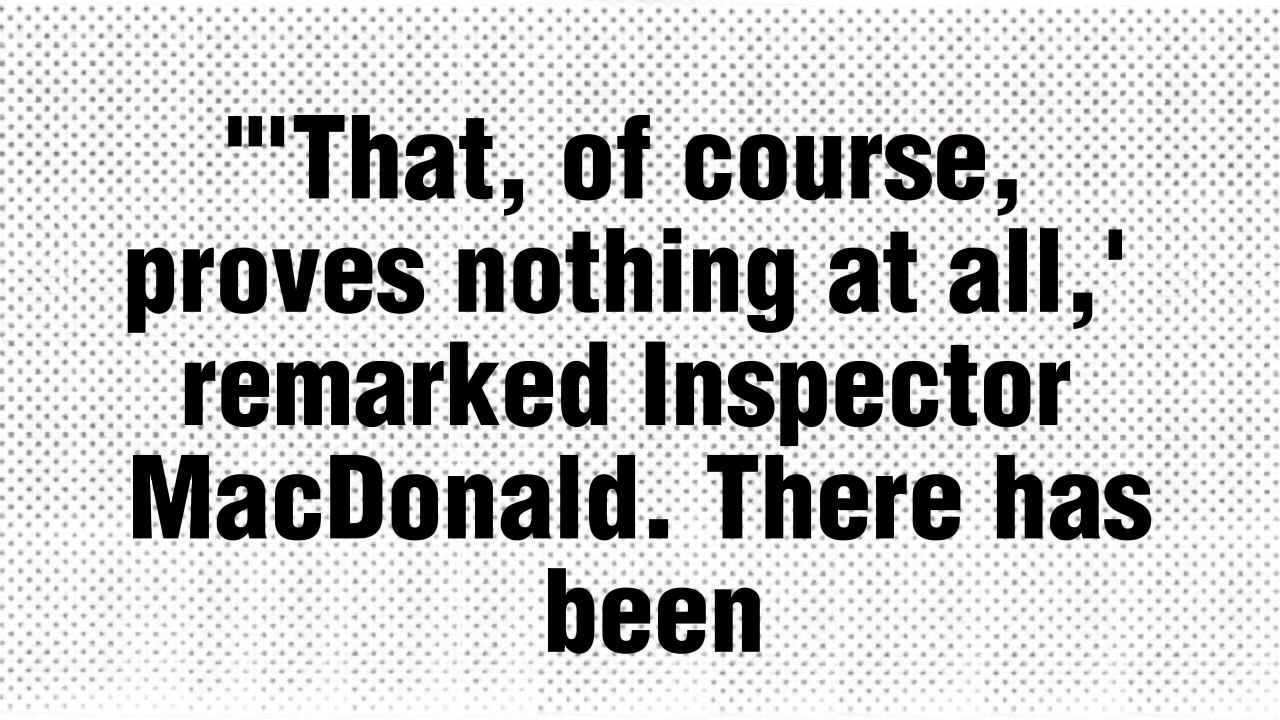 "'That, of course,
proves nothing at all,'
remarked Inspector
MacDonald. There has
been